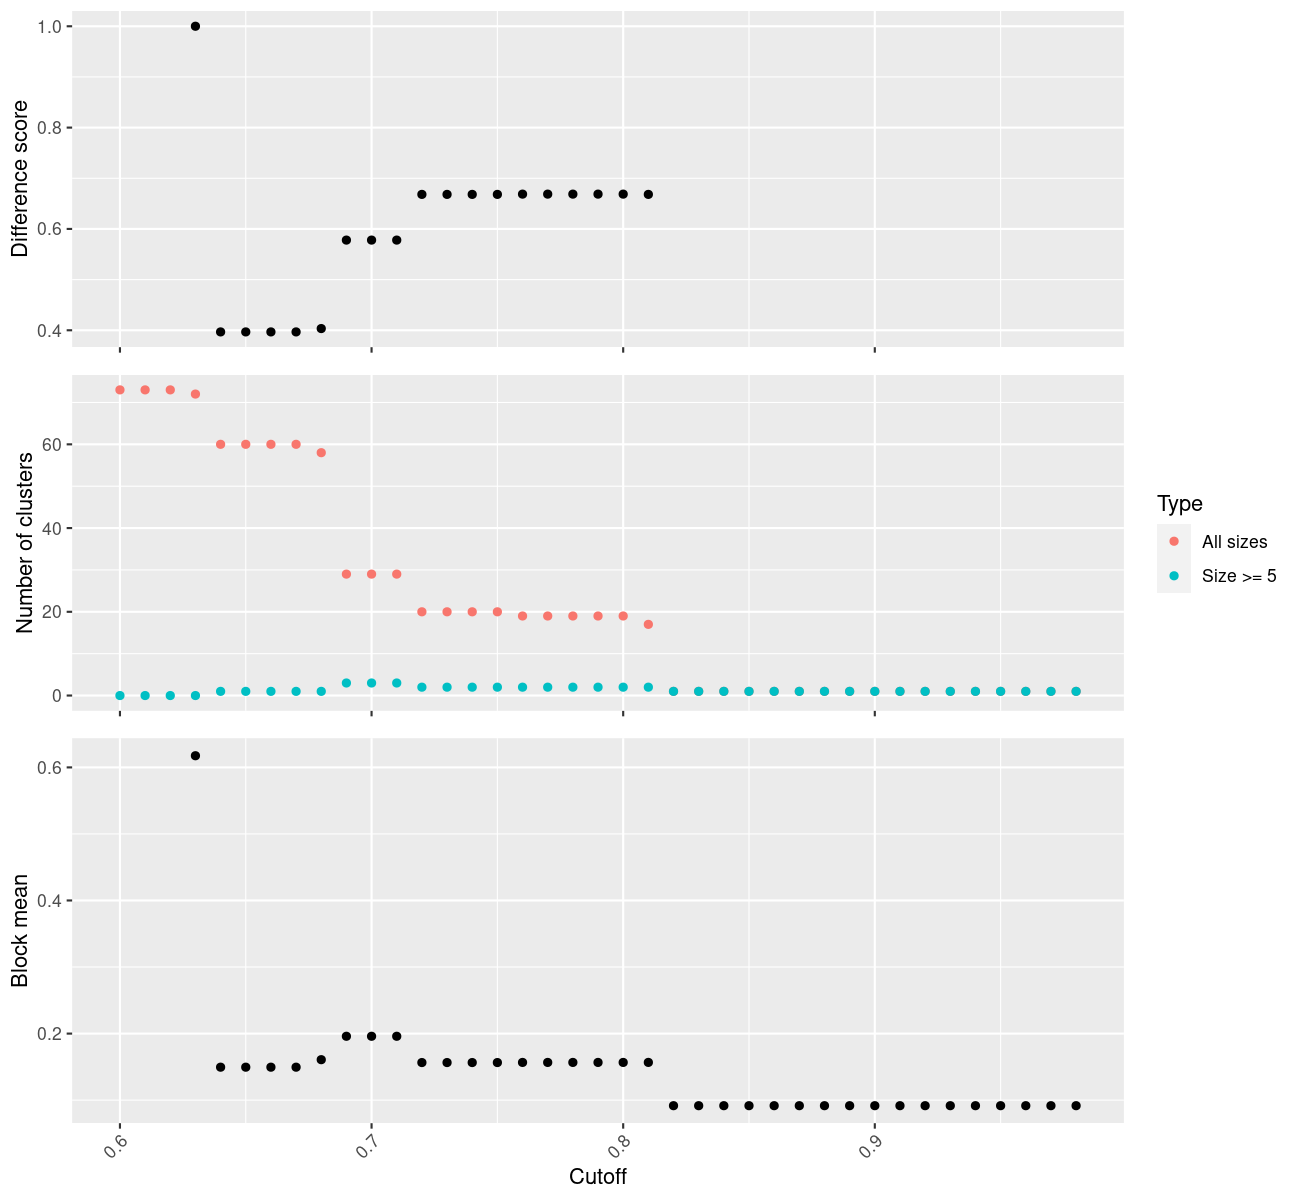 1.0
0.8
0.6
0.4
Difference score
60
40
20
0
Number of clusters
Type
All sizes
Size >= 5
0.6
0.4
0.2
Block mean
0.6
0.7
0.8
0.9
Cutoff